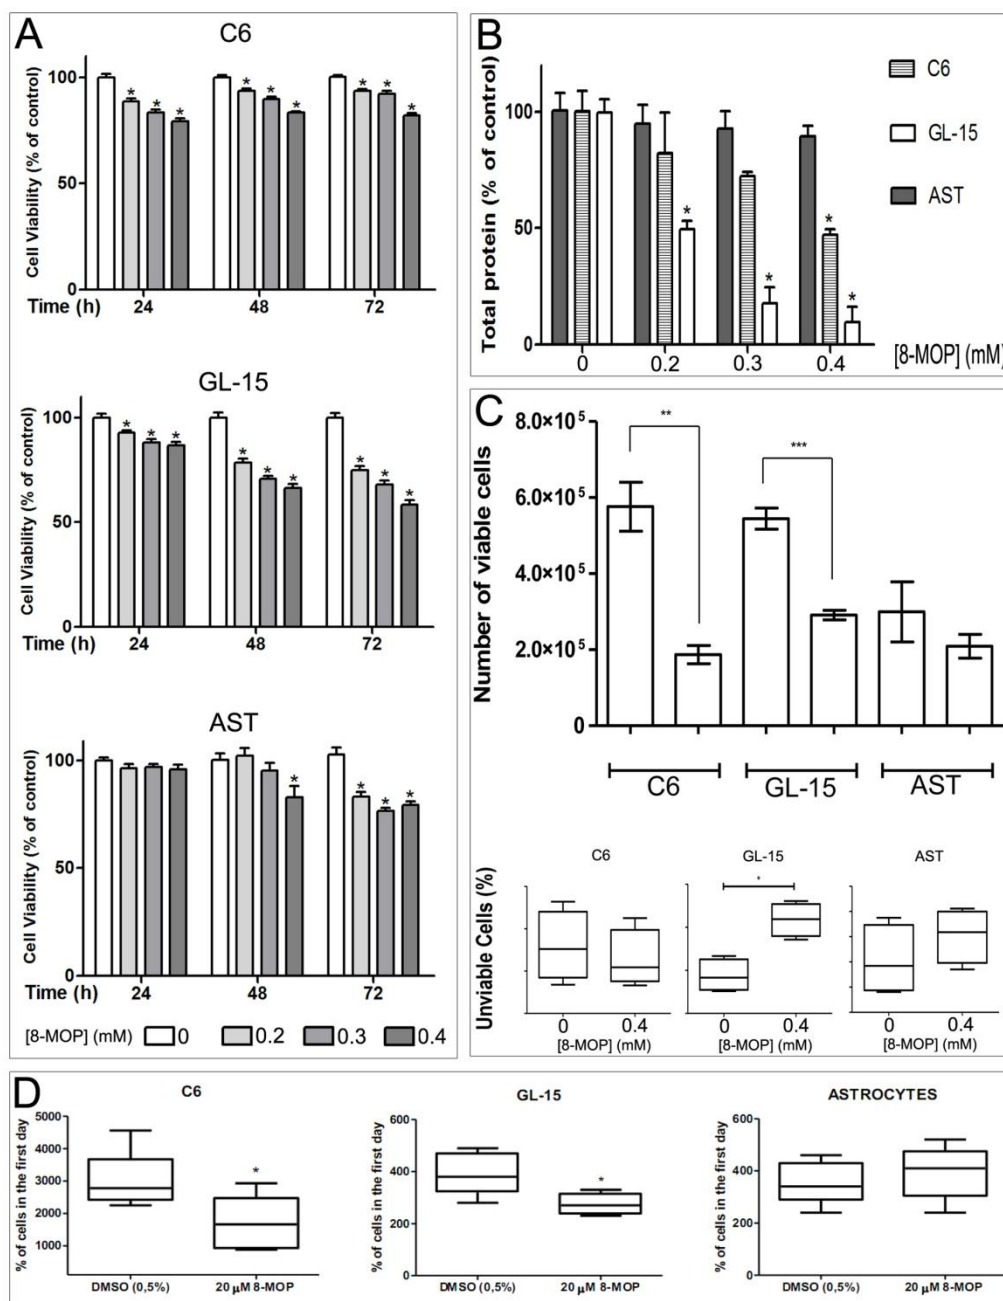 A
C6
Cell Viability (% of control)
100
* * * * * * * * *
50
0
Time (h) 24 48 72
GL-15
Cell Viability (% of control)
100
* * * * * * * * *
50
0
Time (h) 24 48 72
AST
Cell Viability (% of control)
100
* * * *
50
0
Time (h) 24 48 72
[8-MOP] (mM) 0 0.2 0.3 0.4
B
Total protein (% of control)
100
50
0
* * * *
0 0.2 0.3 0.4 [8-MOP] (mM)
C6
GL-15
AST
C
Number of viable cells
8.0×10⁵
6.0×10⁵
4.0×10⁵
2.0×10⁵
0
** ***
C6 GL-15 AST
Unviable Cells (%)
C6 GL-15 AST
*
0 0.4 0 0.4 0 0.4
[8-MOP] (mM) [8-MOP] (mM) [8-MOP] (mM)
D
C6
% of cells in the first day
5000
4000
3000
2000
1000
*
DMSO (0,5%) 20 µM 8-MOP
GL-15
% of cells in the first day
600
400
200
0
*
DMSO (0,5%) 20 µM 8-MOP
ASTROCYTES
% of cells in the first day
600
400
200
0
DMSO (0,5%) 20 µM 8-MOP